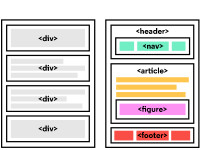 <div>
<div>
<div>
<div>
<header>
<nav>
<article>
<figure>
<footer>